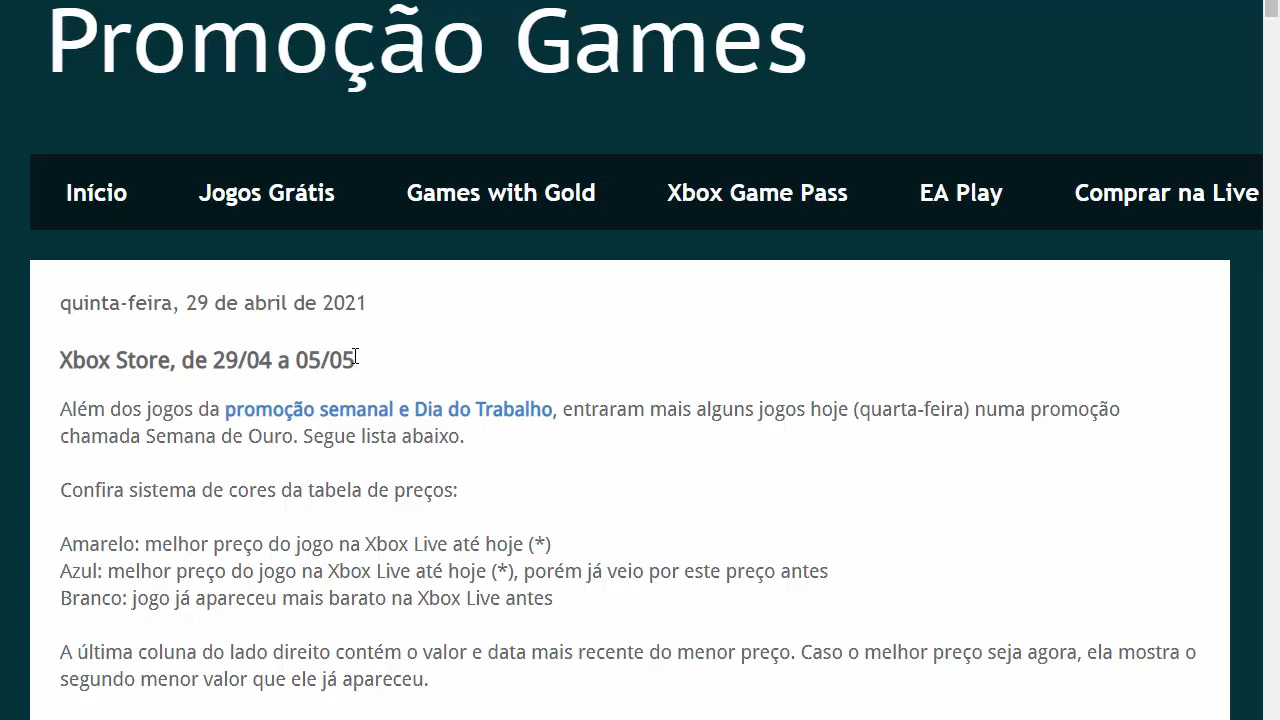 Promoção Games
Início Jogos Grátis Games with Gold Xbox Game Pass EA Play Comprar na Live
quinta-feira, 29 de abril de 2021
Xbox Store, de 29/04 a 05/05
Além dos jogos da promoção semanal e Dia do Trabalho, entraram mais alguns jogos hoje (quarta-feira) numa promoção
chamada Semana de Ouro. Segue lista abaixo.
Confira sistema de cores da tabela de preços:
Amarelo: melhor preço do jogo na Xbox Live até hoje (*)
Azul: melhor preço do jogo na Xbox Live até hoje (*), porém já veio por este preço antes
Branco: jogo já apareceu mais barato na Xbox Live antes
A última coluna do lado direito contém o valor e data mais recente do menor preço. Caso o melhor preço seja agora, ela mostra o
segundo menor valor que ele já apareceu.